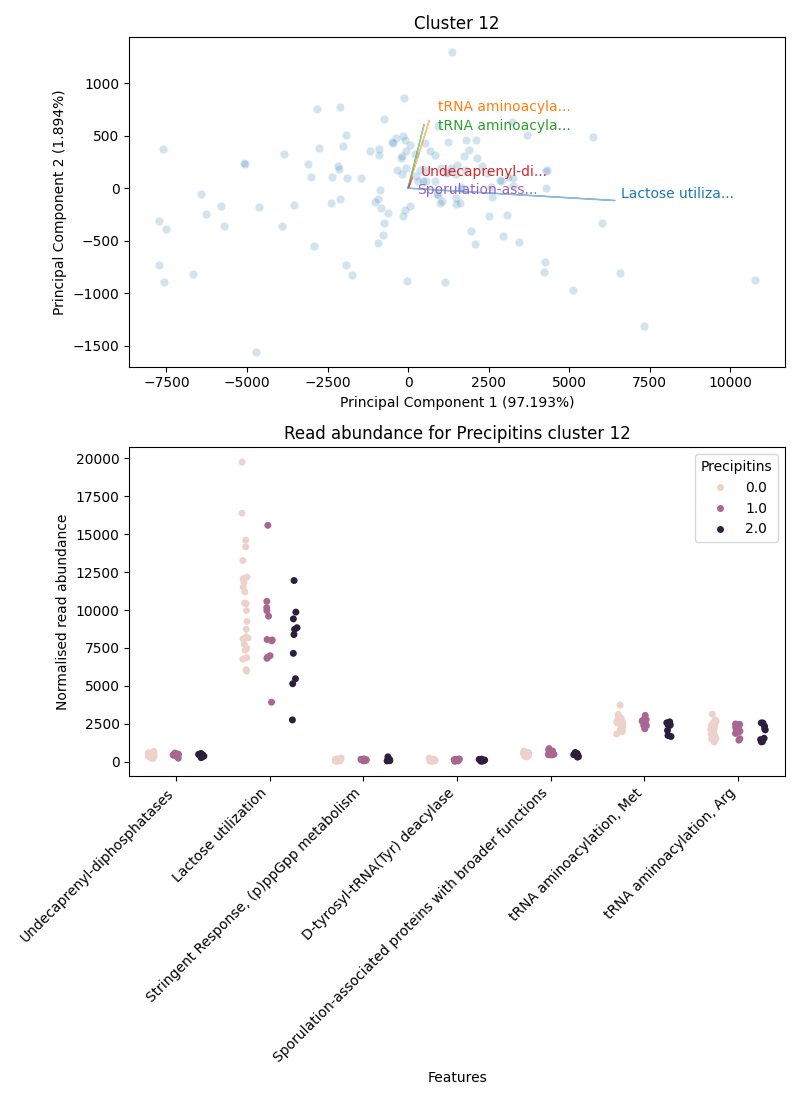 Cluster 12
Principal Component 2 (1.894%)
1000
500
0
−500
−1000
−1500
tRNA aminoacyla...
tRNA aminoacyla...
Undecaprenyl-di...
Sporulation-ass...
Lactose utiliza...
−7500 −5000 −2500 0 2500 5000 7500 10000
Principal Component 1 (97.193%)
Read abundance for Precipitins cluster 12
Normalised read abundance
20000
17500
15000
12500
10000
7500
5000
2500
0
Precipitins
0.0
1.0
2.0
Undecaprenyl-diphosphatases
Lactose utilization
Stringent Response, (p)ppGpp metabolism
D-tyrosyl-tRNA(Tyr) deacylase
Sporulation-associated proteins with broader functions
tRNA aminoacylation, Met
tRNA aminoacylation, Arg
Features